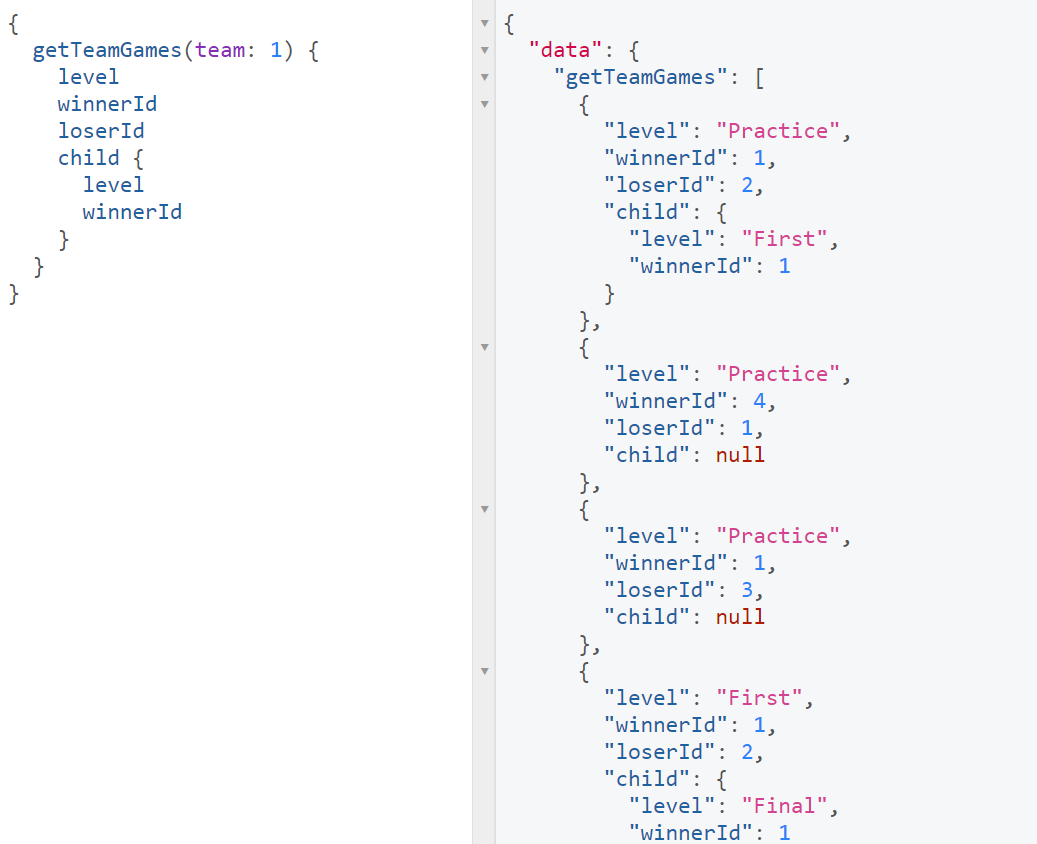 {
  getTeamGames(team: 1) {
    level
    winnerId
    loserId
    child {
      level
      winnerId
    }
  }
}
{
  "data": {
    "getTeamGames": [
      {
        "level": "Practice",
        "winnerId": 1,
        "loserId": 2,
        "child": {
          "level": "First",
          "winnerId": 1
        }
      },
      {
        "level": "Practice",
        "winnerId": 4,
        "loserId": 1,
        "child": null
      },
      {
        "level": "Practice",
        "winnerId": 1,
        "loserId": 3,
        "child": null
      },
      {
        "level": "First",
        "winnerId": 1,
        "loserId": 2,
        "child": {
          "level": "Final",
          "winnerId": 1